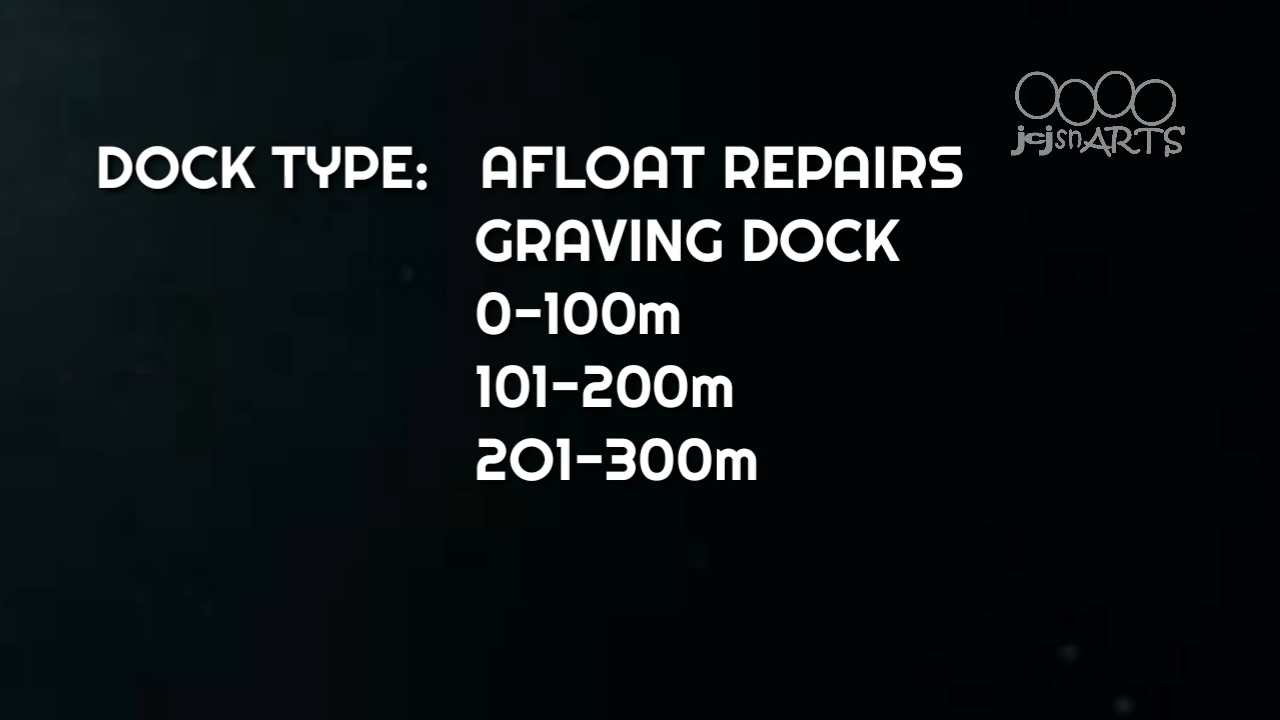 jcjsnARTS
DOCK TYPE: AFLOAT REPAIRS
GRAVING DOCK
0-100m
101-200m
201-300m